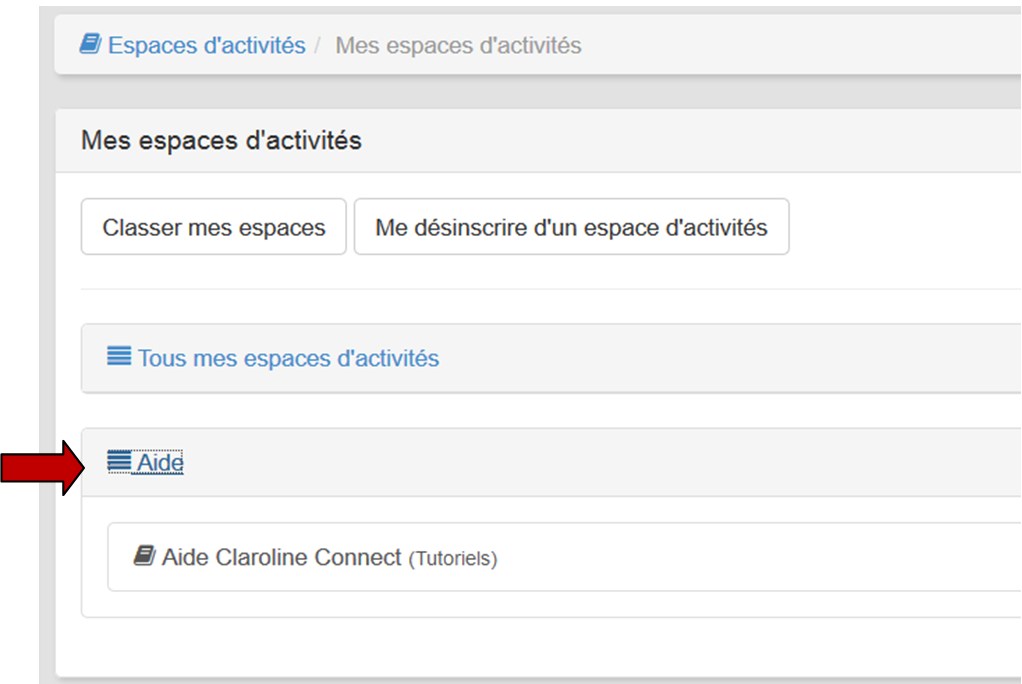 Espaces d'activités / Mes espaces d'activités
Mes espaces d'activités
Classer mes espaces Me désinscrire d'un espace d'activités
Tous mes espaces d'activités
Aide
Aide Claroline Connect (Tutoriels)